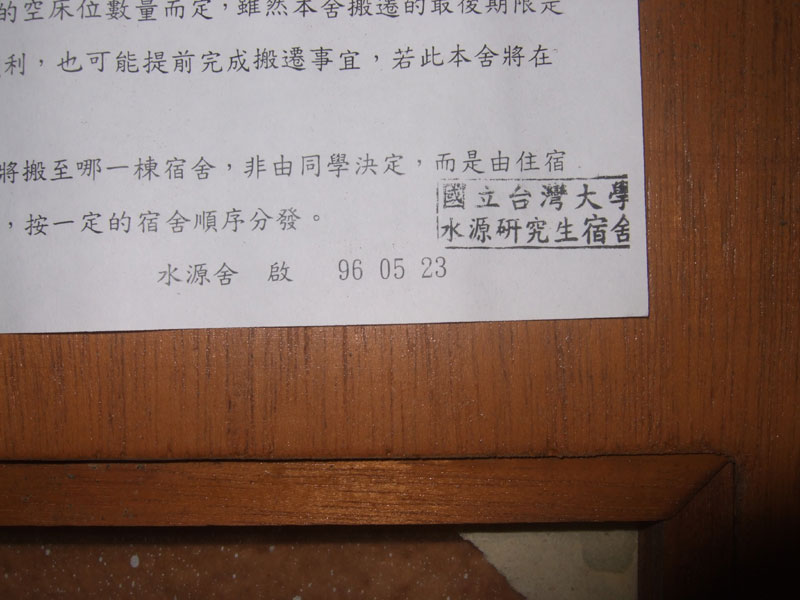 的空床位數量而定，雖然本舍搬遷的最後期限是
利，也可能提前完成搬遷事宜，若此本舍將在
將搬至哪一棟宿舍，非由同學決定，而是由住宿
，按一定的宿舍順序分發。
國立台灣大學
水源研究生宿舍
水源舍 啟 96 05 23